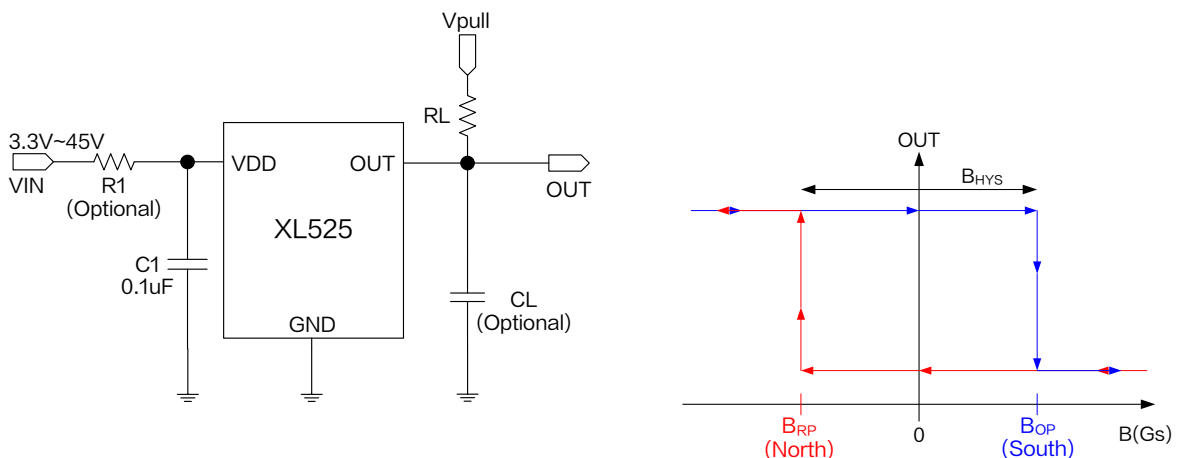 Vpull
RL
3.3V~45V
VIN
R1
(Optional)
VDD
OUT
OUT
XL525
C1
0.1uF
GND
CL
(Optional)
OUT
BHYS
BRP
(North)
0
BOP
(South)
B(Gs)